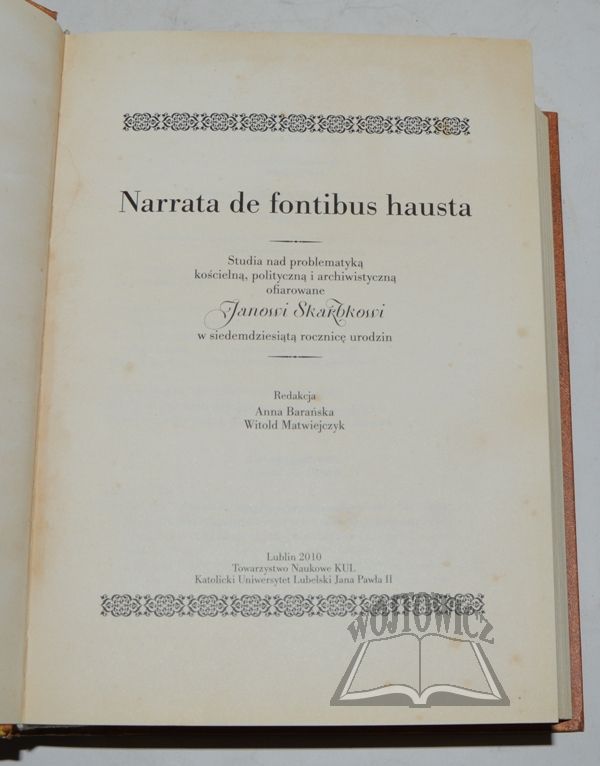 Narrata de fontibus hausta
Studia nad problematyką
kościelną, polityczną i archiwistyczną
ofiarowane
Janowi Skarbkowi
w siedemdziesiątą rocznicę urodzin
Redakcja
Anna Barańska
Witold Matwiejczyk
Lublin 2010
Towarzystwo Naukowe KUL
Katolicki Uniwersytet Lubelski Jana Pawła II
WÓJTOWICZ